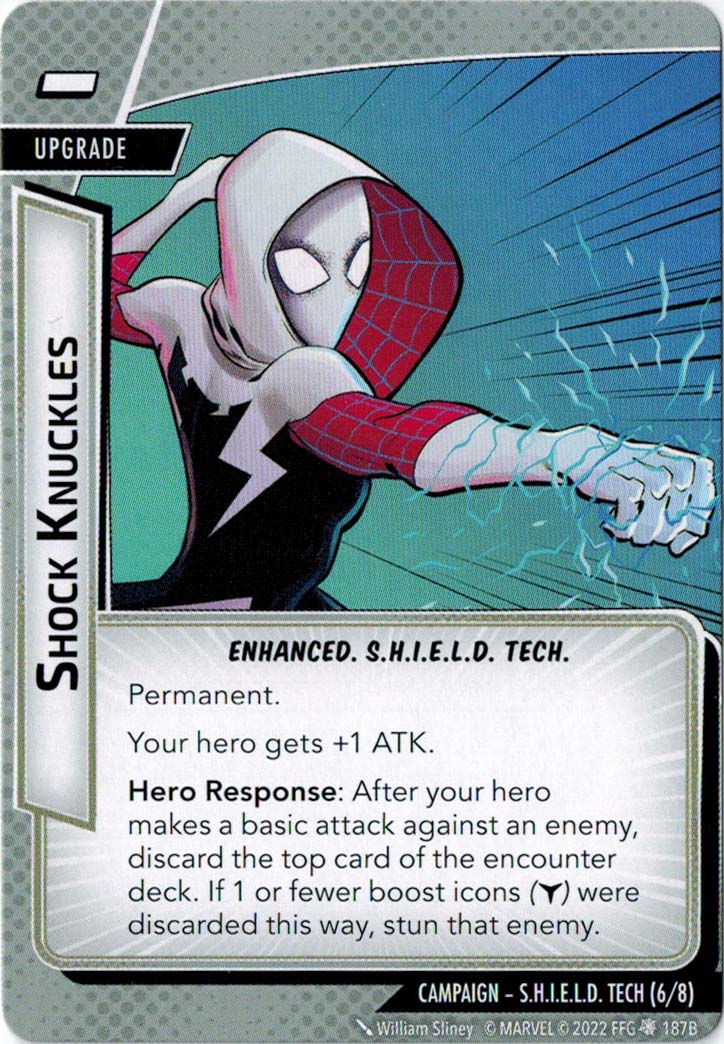 UPGRADE
SHOCK KNUCKLES
ENHANCED. S.H.I.E.L.D. TECH.
Permanent.
Your hero gets +1 ATK.
Hero Response: After your hero
makes a basic attack against an enemy,
discard the top card of the encounter
deck. If 1 or fewer boost icons () were
discarded this way, stun that enemy.
CAMPAIGN – S.H.I.E.L.D. TECH (6/8)
William Sliney © MARVEL © 2022 FFG 187B